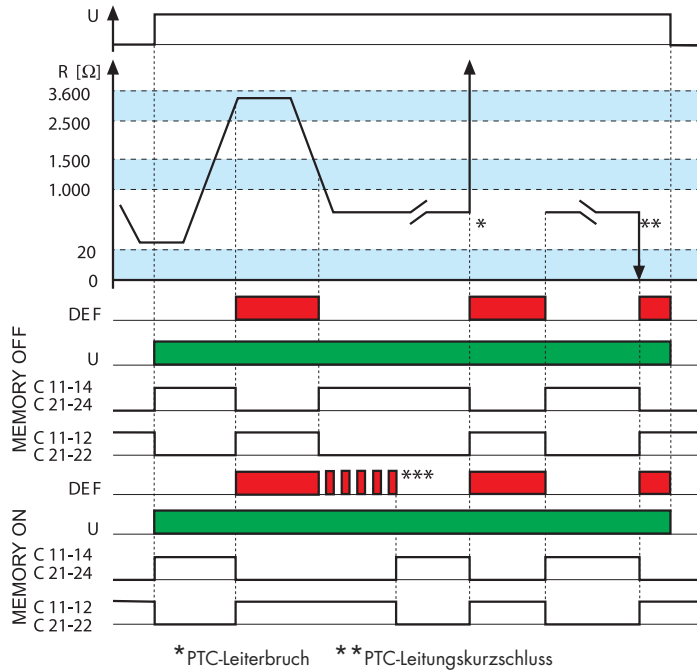 U
R [Ω]
3.600
2.500
1.500
1.000
*
**
20
0
DEF
MEMORY OFF
U
C 11-14
C 21-24
C 11-12
C 21-22
DEF
***
MEMORY ON
U
C 11-14
C 21-24
C 11-12
C 21-22
*PTC-Leiterbruch **PTC-Leitungskurzschluss